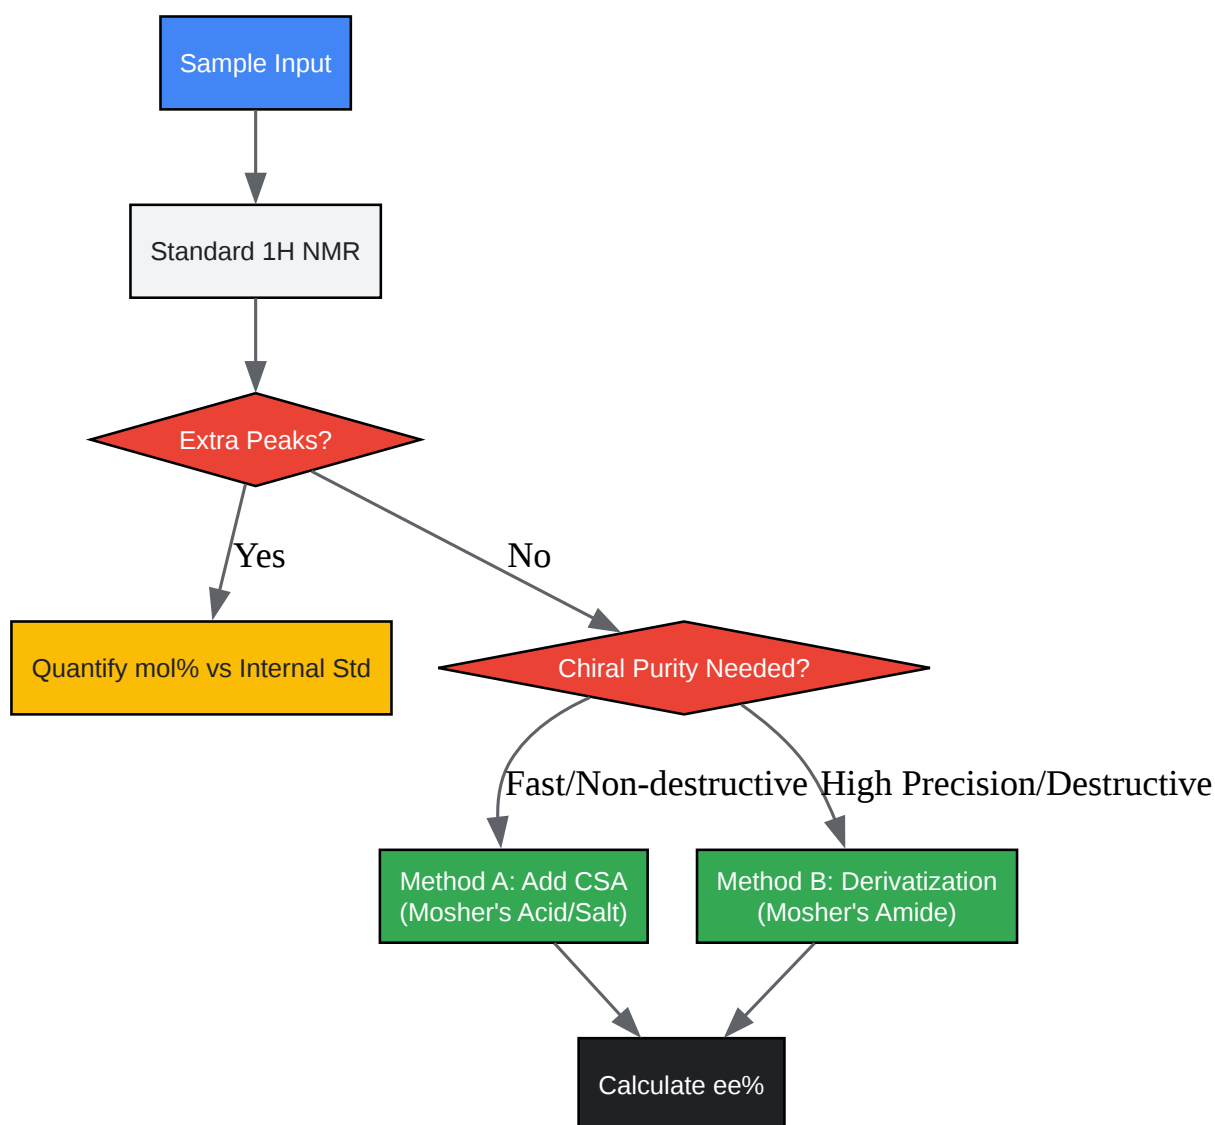 Sample Input
Standard 1H NMR
Extra Peaks?
Yes
No
Quantify mol% vs Internal Std
Chiral Purity Needed?
Fast/Non-destructive
High Precision/Destructive
Method A: Add CSA
(Mosher's Acid/Salt)
Method B: Derivatization
(Mosher's Amide)
Calculate ee%